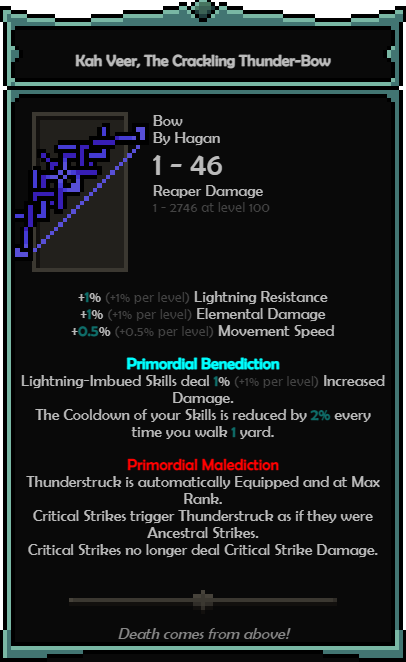 Kah Veer, The Crackling Thunder-Bow
Bow
By Hagan
1 - 46
Reaper Damage
1 - 2746 at level 100
+1% (+1% per level) Lightning Resistance
+1% (+1% per level) Elemental Damage
+0.5% (+0.5% per level) Movement Speed
Primordial Benediction
Lightning-Imbued Skills deal 1% (+1% per level) Increased
Damage.
The Cooldown of your Skills is reduced by 2% every
time you walk 1 yard.
Primordial Malediction
Thunderstruck is automatically Equipped and at Max
Rank.
Critical Strikes trigger Thunderstruck as if they were
Ancestral Strikes.
Critical Strikes no longer deal Critical Strike Damage.
Death comes from above!